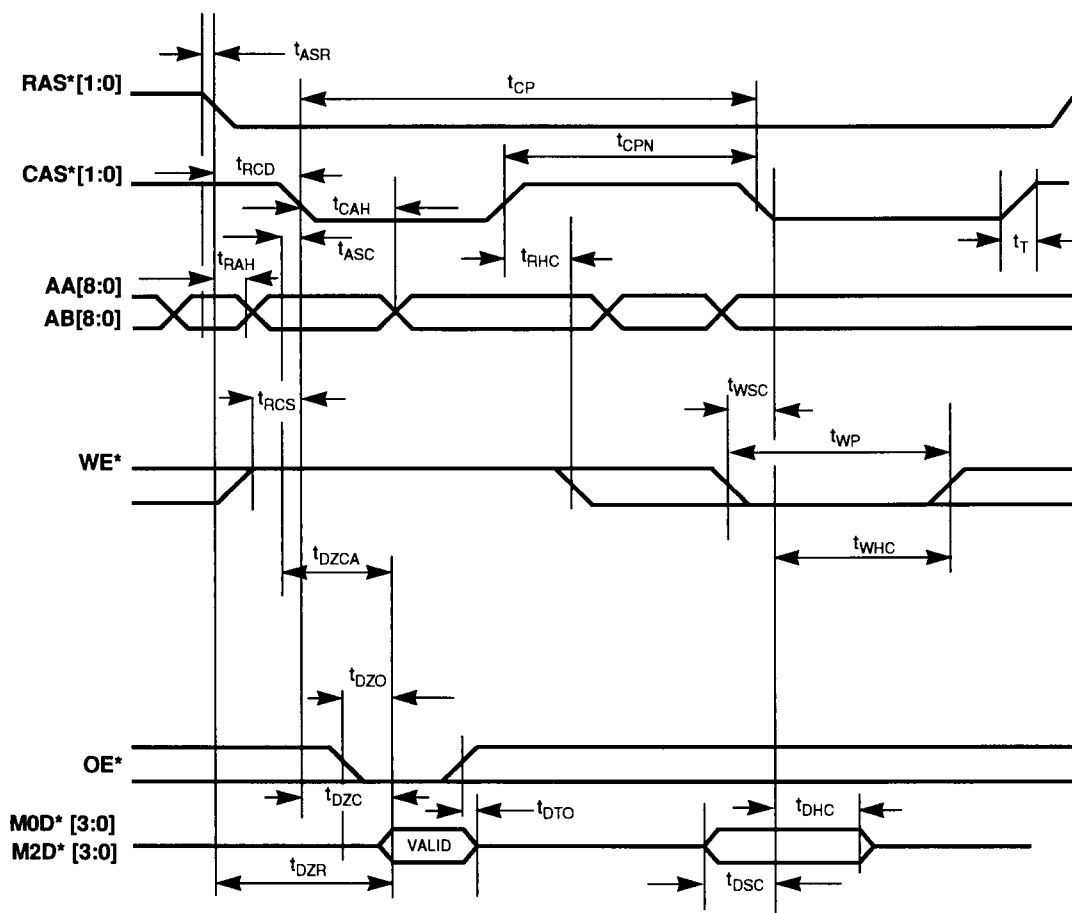 tASR
RAS*[1:0]
tCP
tCPN
CAS*[1:0]
tRCD
tCAH
tASC
tRHC
tT
tRAH
AA[8:0]
AB[8:0]
tRCS
tWSC
tWP
WE*
tDZCA
tWHC
tDZO
OE*
tDZC
tDTO
tDHC
M0D* [3:0]
M2D* [3:0]
VALID
tDZR
tDSC